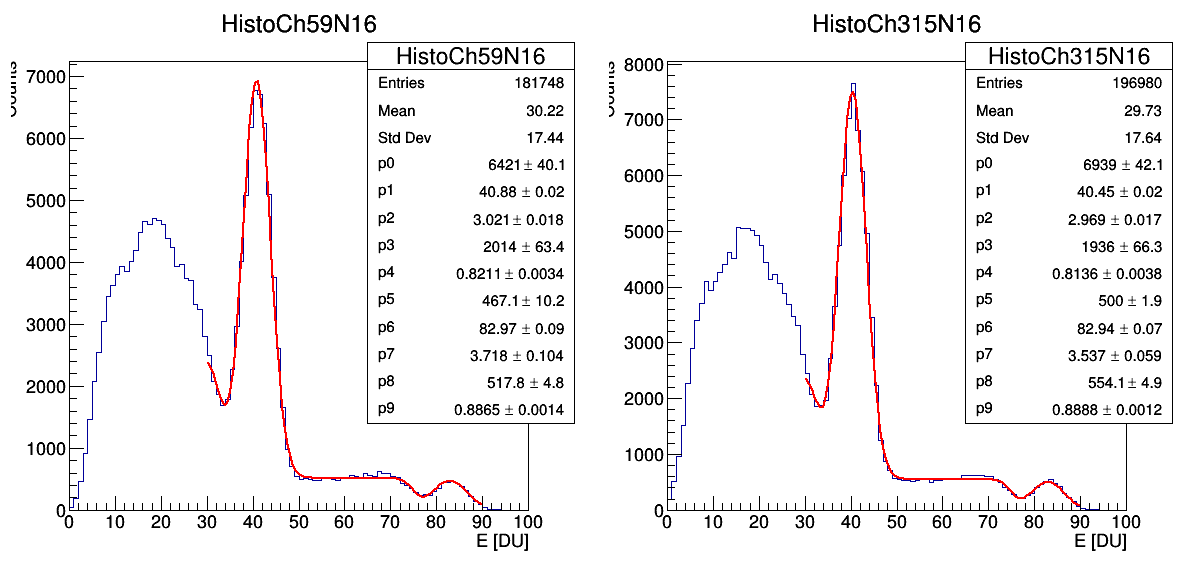 HistoCh59N16
HistoCh59N16
Entries 181748
Mean 30.22
Std Dev 17.44
p0 6421 ± 40.1
p1 40.88 ± 0.02
p2 3.021 ± 0.018
p3 2014 ± 63.4
p4 0.8211 ± 0.0034
p5 467.1 ± 10.2
p6 82.97 ± 0.09
p7 3.718 ± 0.104
p8 517.8 ± 4.8
p9 0.8865 ± 0.0014
7000
6000
5000
4000
3000
2000
1000
0
0 10 20 30 40 50 60 70 80 90 100
E [DU]
HistoCh315N16
HistoCh315N16
Entries 196980
Mean 29.73
Std Dev 17.64
p0 6939 ± 42.1
p1 40.45 ± 0.02
p2 2.969 ± 0.017
p3 1936 ± 66.3
p4 0.8136 ± 0.0038
p5 500 ± 1.9
p6 82.94 ± 0.07
p7 3.537 ± 0.059
p8 554.1 ± 4.9
p9 0.8888 ± 0.0012
8000
7000
6000
5000
4000
3000
2000
1000
0
0 10 20 30 40 50 60 70 80 90 100
E [DU]